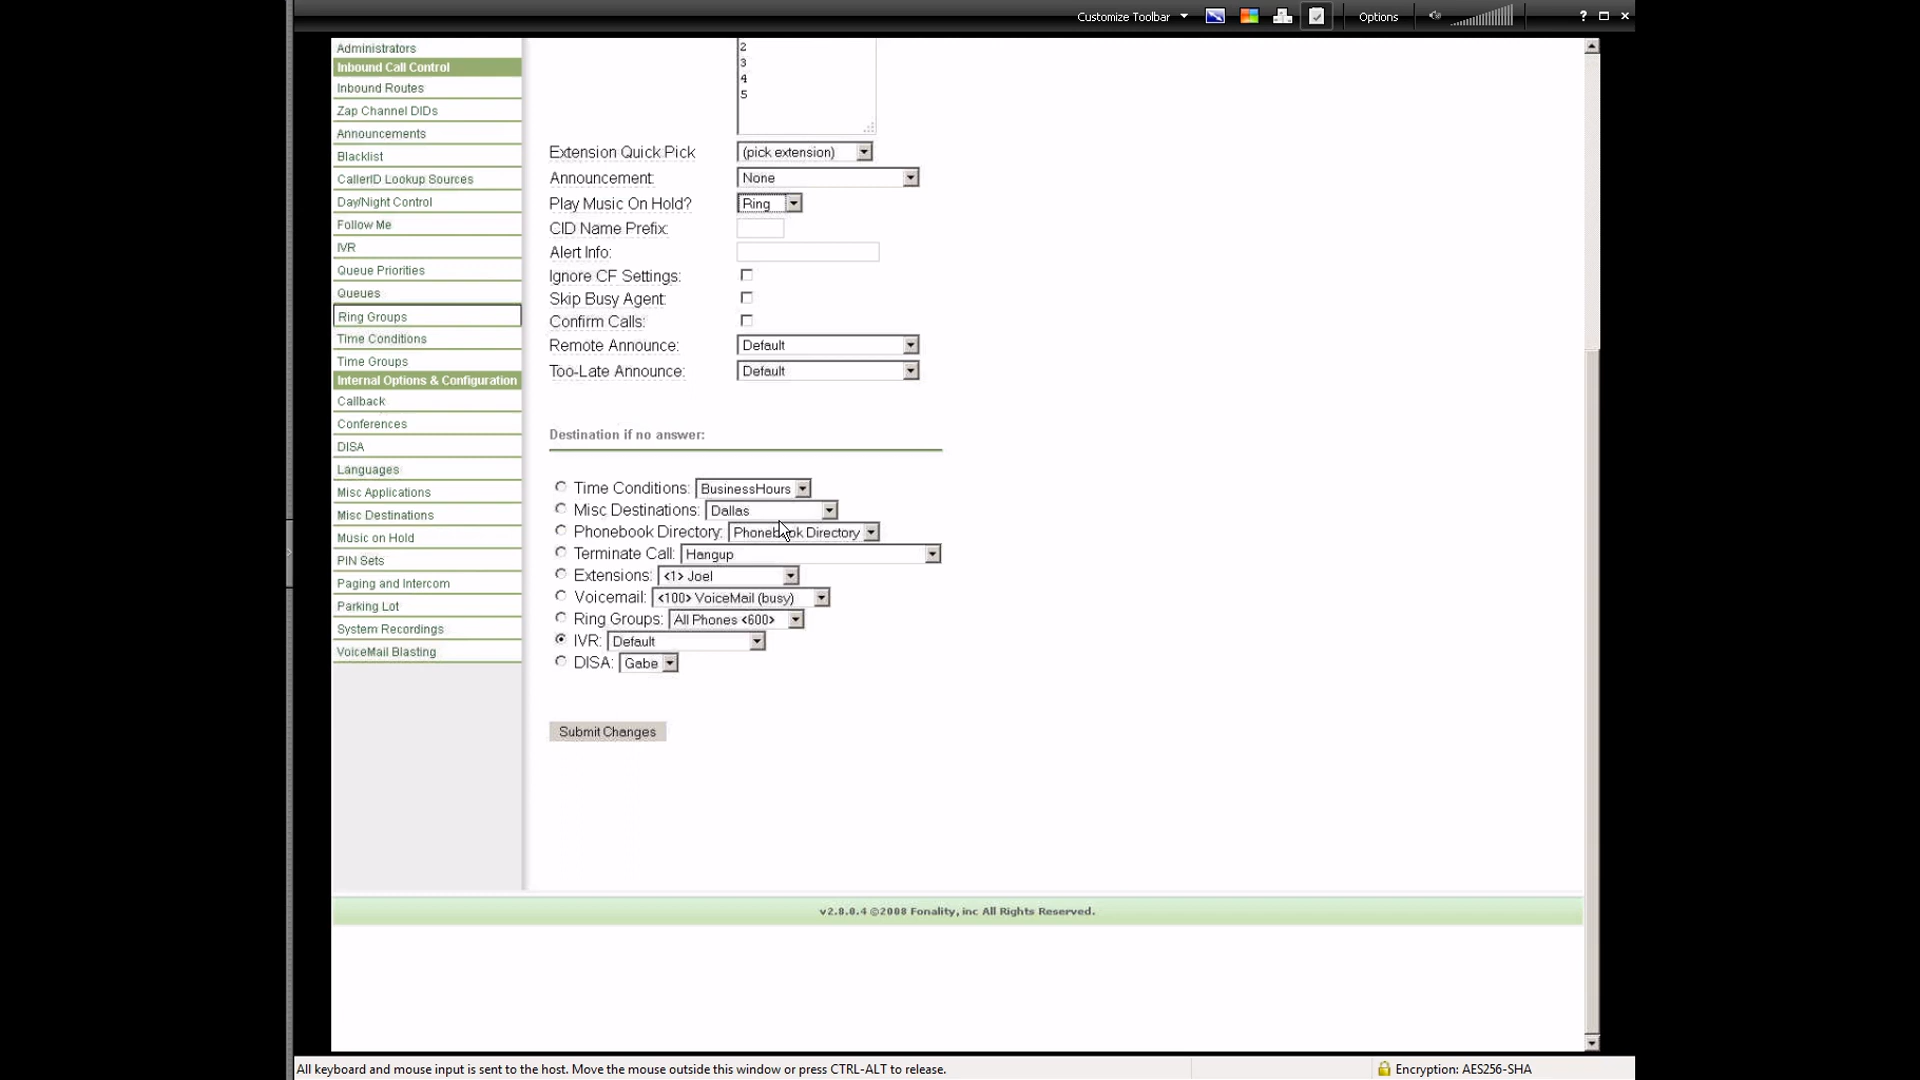 Customize Toolbar Options ?
Administrators
Inbound Call Control
Inbound Routes
Zap Channel DIDs
Announcements
Blacklist
CallerID Lookup Sources
Day/Night Control
Follow Me
IVR
Queue Priorities
Queues
Ring Groups
Time Conditions
Time Groups
Internal Options & Configuration
Callback
Conferences
DISA
Languages
Misc Applications
Misc Destinations
Music on Hold
PIN Sets
Paging and Intercom
Parking Lot
System Recordings
VoiceMail Blasting
2
3
4
5
Extension Quick Pick (pick extension)
Announcement: None
Play Music On Hold? Ring
CID Name Prefix:
Alert Info:
Ignore CF Settings:
Skip Busy Agent:
Confirm Calls:
Remote Announce: Default
Too-Late Announce: Default
Destination if no answer:
Time Conditions: BusinessHours
Misc Destinations: Dallas
Phonebook Directory: Phonebook Directory
Terminate Call: Hangup
Extensions: <1> Joel
Voicemail: <100> VoiceMail (busy)
Ring Groups: All Phones <600>
IVR: Default
DISA: Gabe
Submit Changes
v2.8.0.4 ©2008 Fonality, inc All Rights Reserved.
All keyboard and mouse input is sent to the host. Move the mouse outside this window or press CTRL-ALT to release. Encryption: AES256-SHA